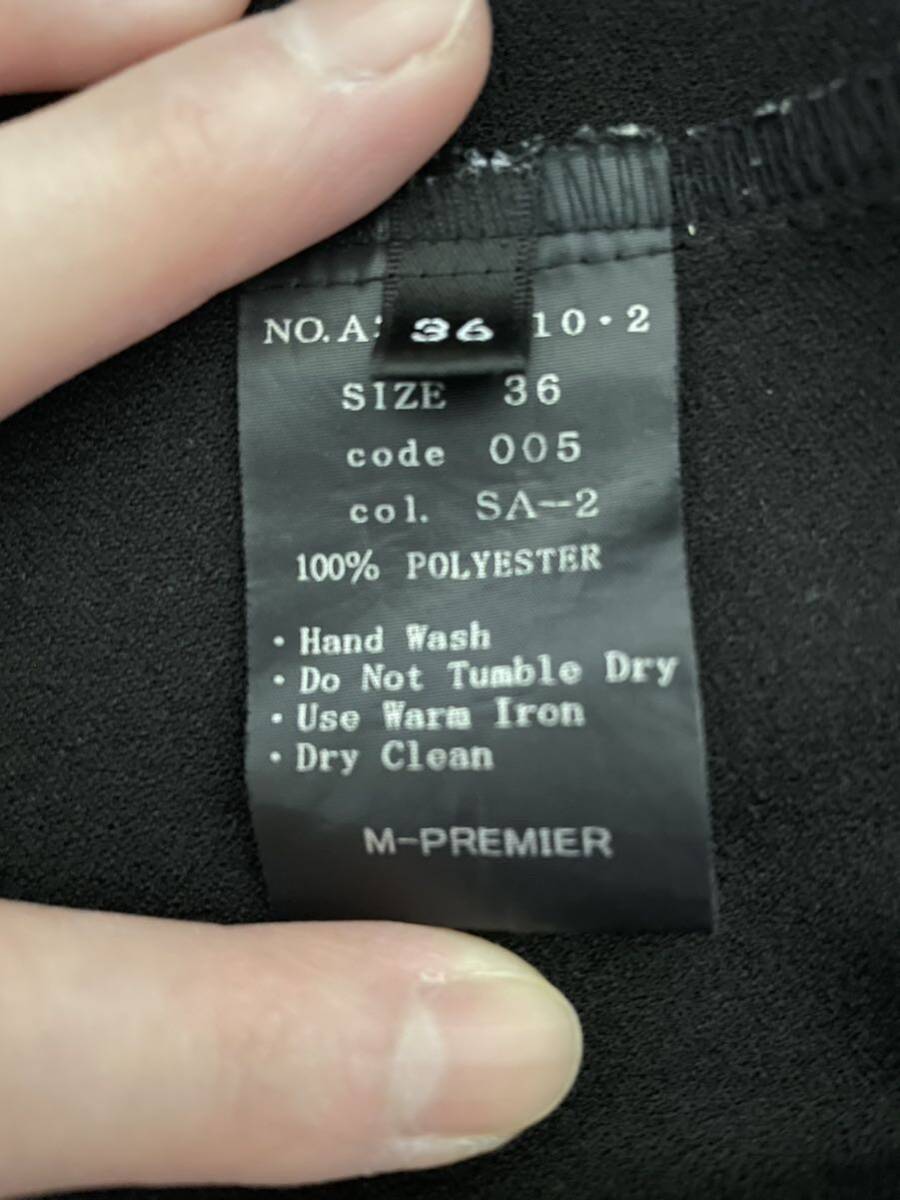 NO. A 36 10・2
SIZE 36
code 005
col. SA--2
100% POLYESTER
・Hand Wash
・Do Not Tumble Dry
・Use Warm Iron
・Dry Clean
M-PREMIER